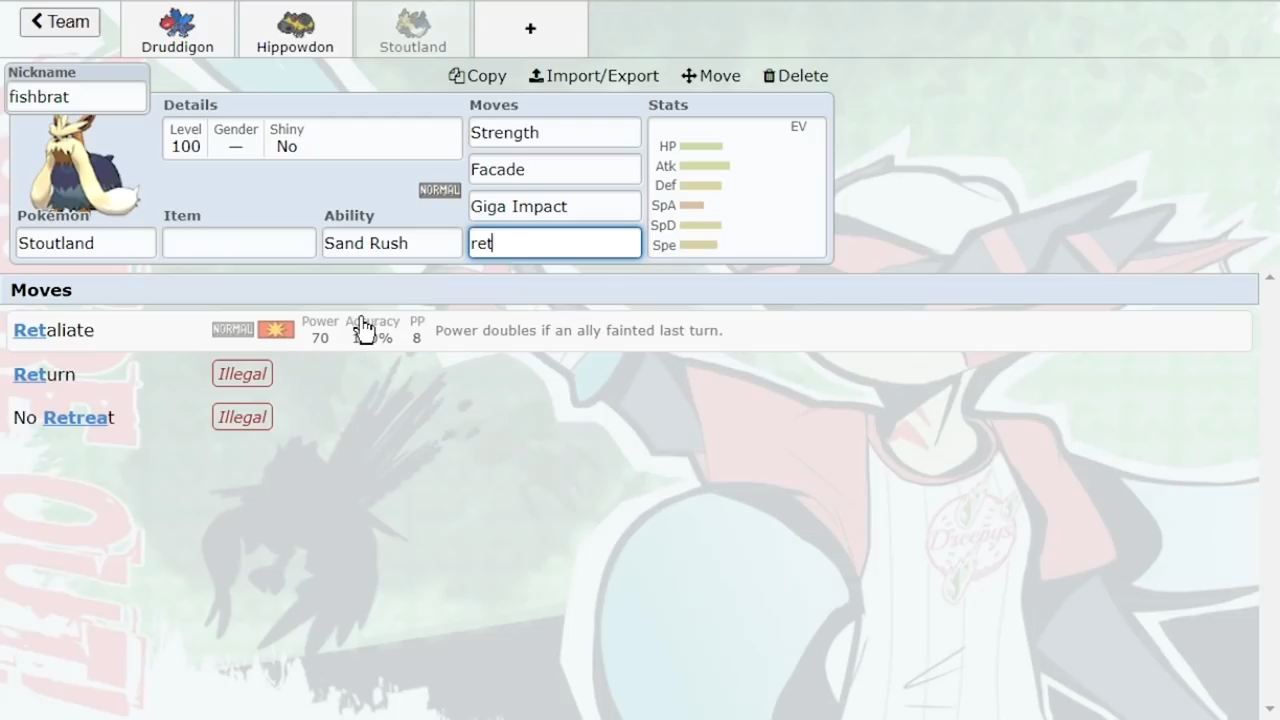 Team
Druddigon
Hippowdon
Stoutland
+
Nickname
fishbrat
Copy
Import/Export
Move
Delete
Details
Level
100
Gender
—
Shiny
No
NORMAL
Pokémon
Stoutland
Item
Ability
Sand Rush
Moves
Strength
Facade
Giga Impact
ret
Stats
EV
HP
Atk
Def
SpA
SpD
Spe
Moves
Retaliate
NORMAL
Power
70
PP
8
Power doubles if an ally fainted last turn.
Return Illegal
No Retreat Illegal
Dreepys